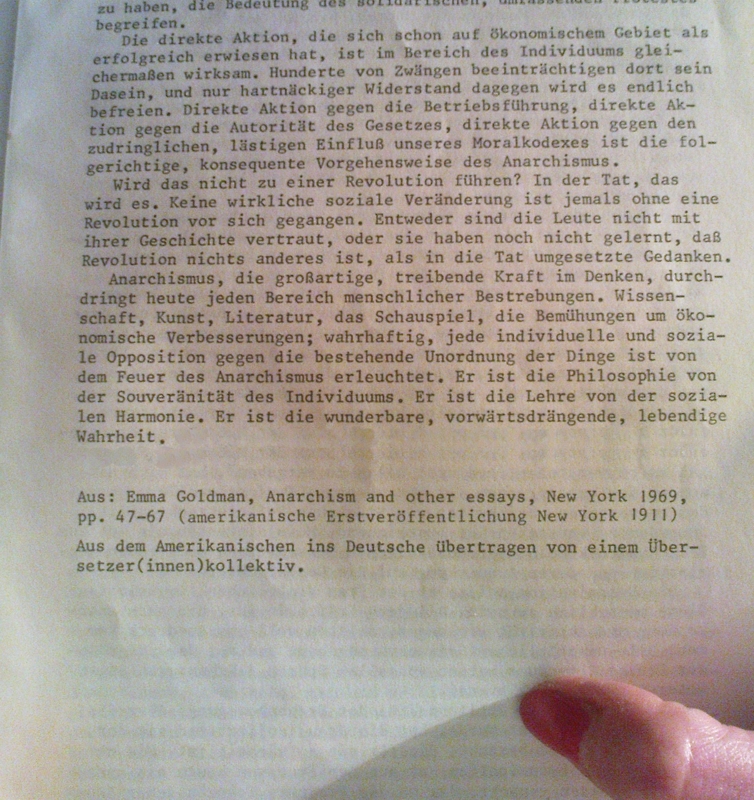 zu haben, die Bedeutung des solidarischen, umfassenden Protestes
begreifen.
Die direkte Aktion, die sich schon auf ökonomischem Gebiet als
erfolgreich erwiesen hat, ist im Bereich des Individuums glei-
chermaßen wirksam. Hunderte von Zwängen beeinträchtigen dort sein
Dasein, und nur hartnäckiger Widerstand dagegen wird es endlich
befreien. Direkte Aktion gegen die Betriebsführung, direkte Ak-
tion gegen die Autorität des Gesetzes, direkte Aktion gegen den
zudringlichen, lästigen Einfluß unseres Moralkodexes ist die fol-
gerichtige, konsequente Vorgehensweise des Anarchismus.
Wird das nicht zu einer Revolution führen? In der Tat, das
wird es. Keine wirkliche soziale Veränderung ist jemals ohne eine
Revolution vor sich gegangen. Entweder sind die Leute nicht mit
ihrer Geschichte vertraut, oder sie haben noch nicht gelernt, daß
Revolution nichts anderes ist, als in die Tat umgesetzte Gedanken.
Anarchismus, die großartige, treibende Kraft im Denken, durch-
dringt heute jeden Bereich menschlicher Bestrebungen. Wissen-
schaft, Kunst, Literatur, das Schauspiel, die Bemühungen um öko-
nomische Verbesserungen; wahrhaftig, jede individuelle und sozia-
le Opposition gegen die bestehende Unordnung der Dinge ist von
dem Feuer des Anarchismus erleuchtet. Er ist die Philosophie von
der Souveränität des Individuums. Er ist die Lehre von der sozia-
len Harmonie. Er ist die wunderbare, vorwärtsdrängende, lebendige
Wahrheit.
Aus: Emma Goldman, Anarchism and other essays, New York 1969,
pp. 47-67 (amerikanische Erstveröffentlichung New York 1911)
Aus dem Amerikanischen ins Deutsche übertragen von einem Über-
setzer(innen)kollektiv.